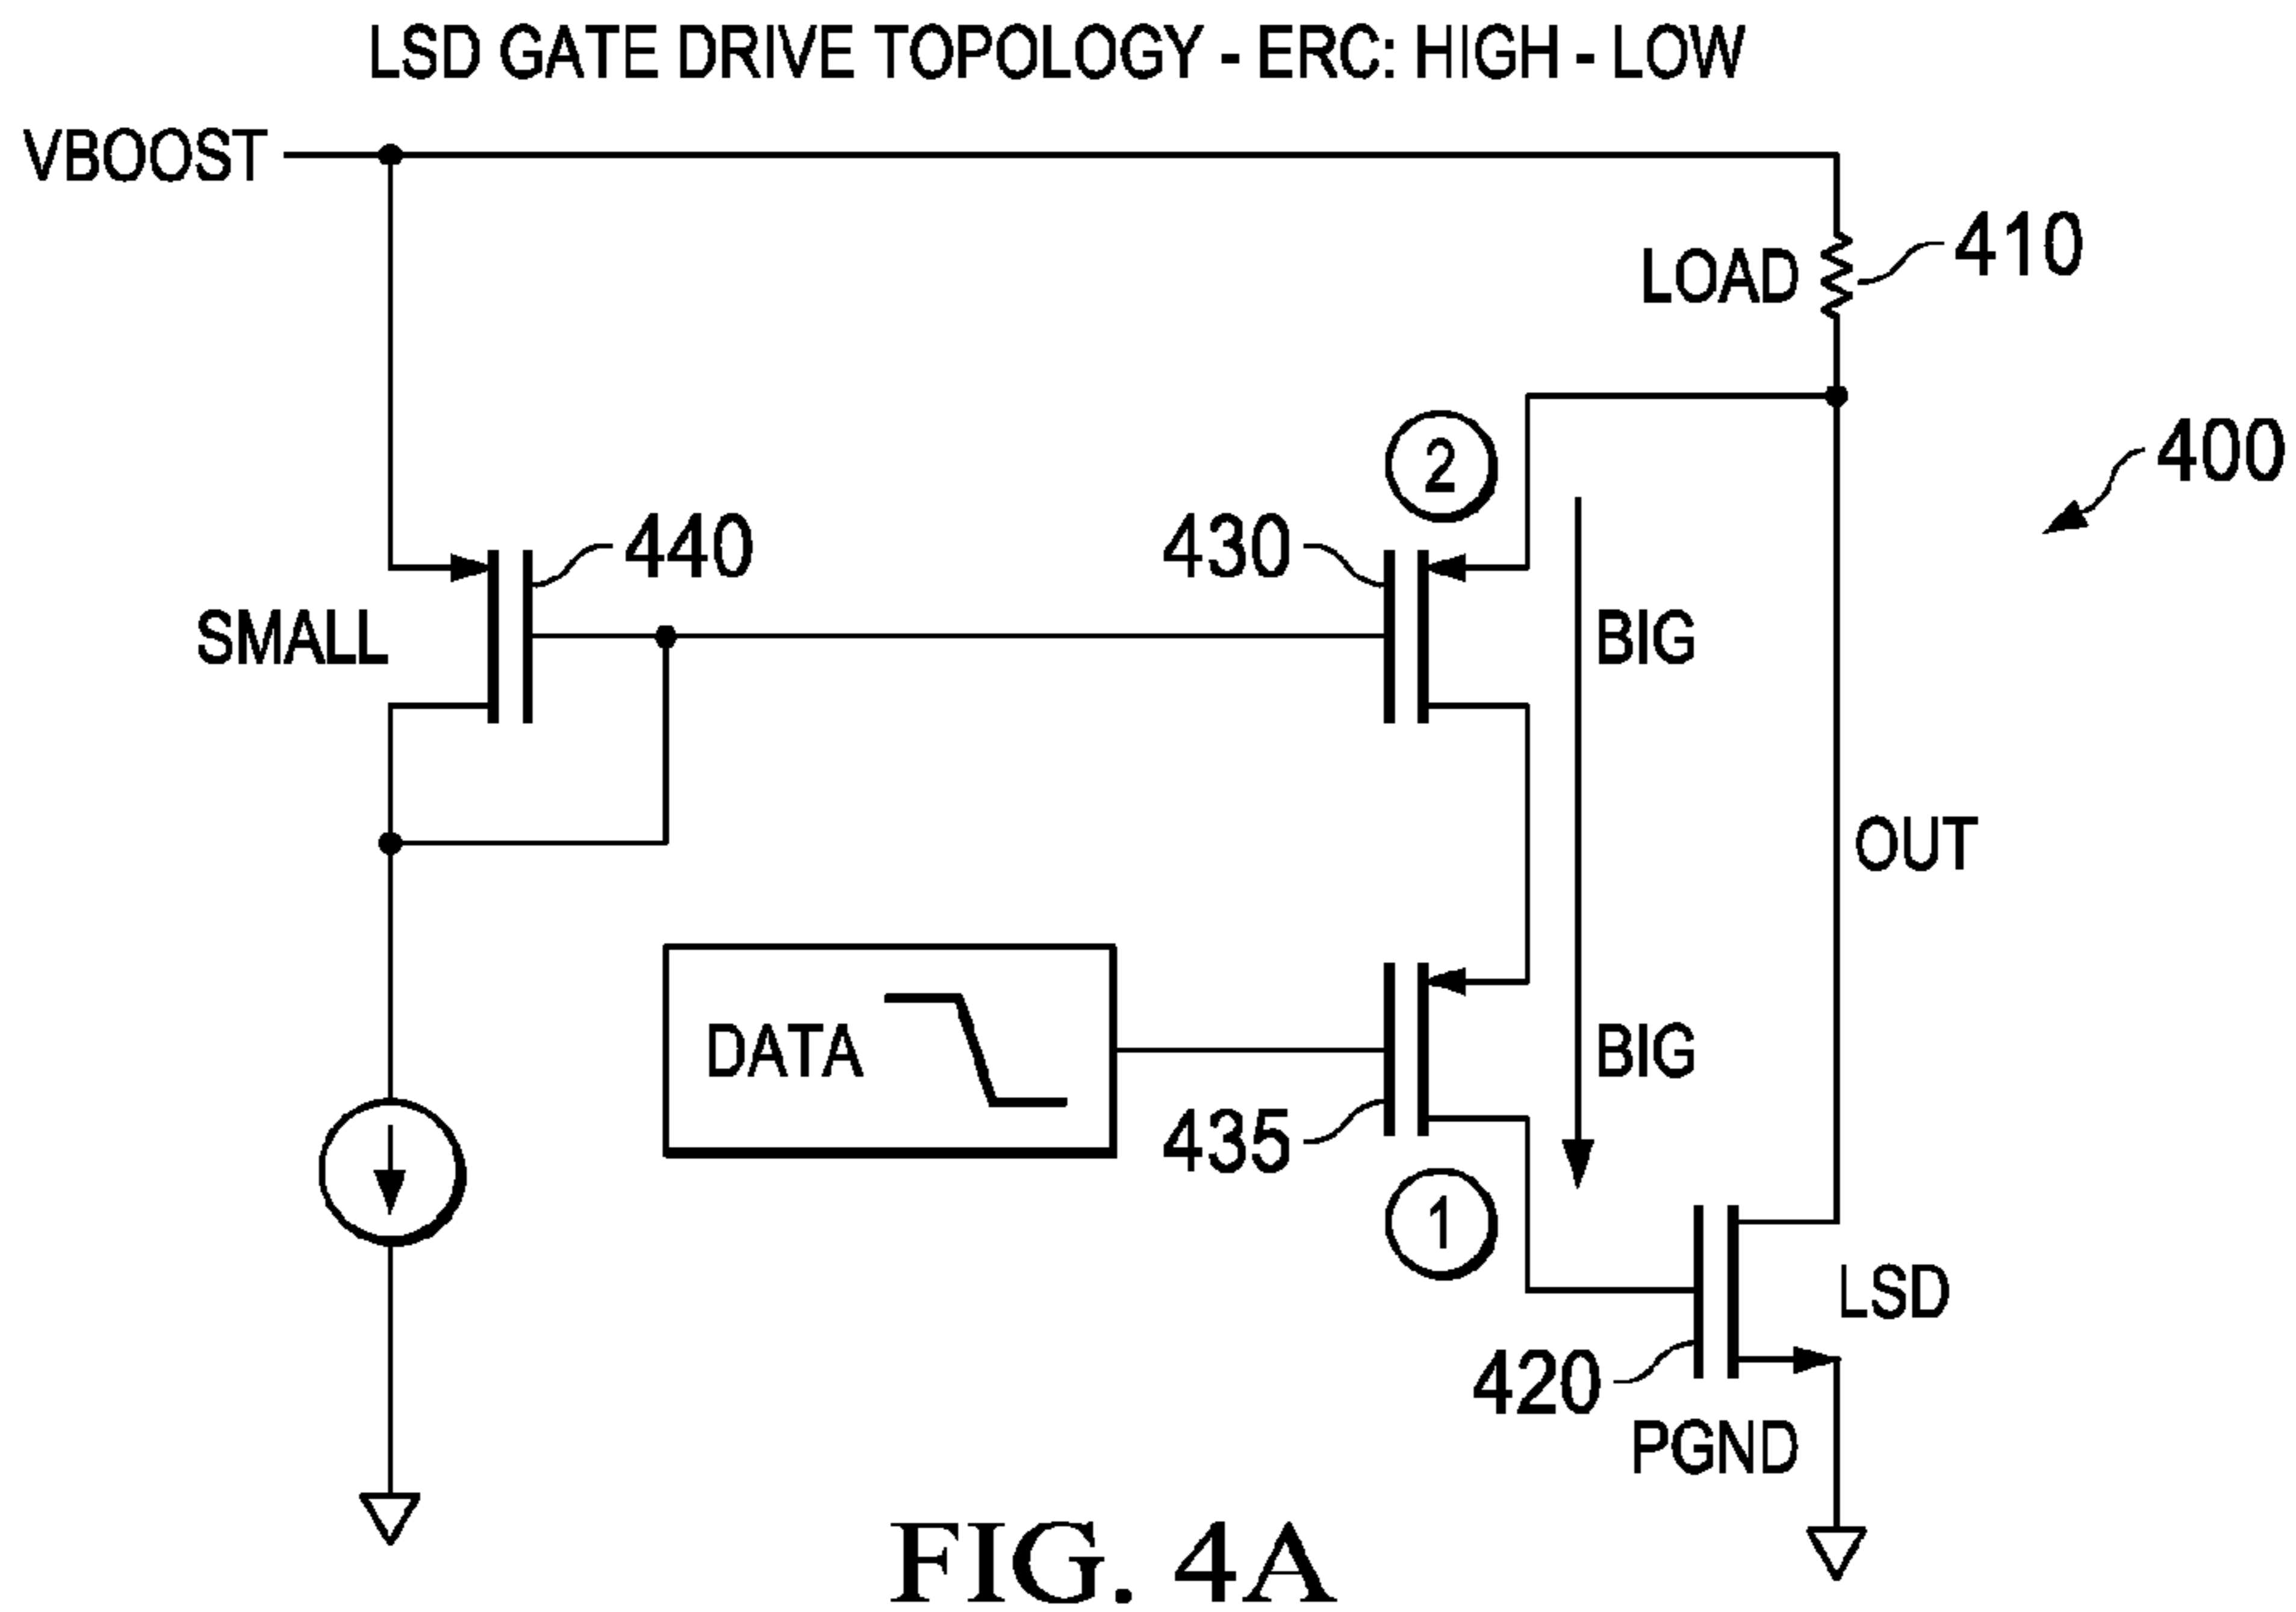 LSD GATE DRIVE TOPOLOGY - ERC: HIGH - LOW
VBOOST
LOAD
410
400
2
440
430
SMALL
BIG
OUT
DATA
BIG
435
1
LSD
420
PGND
FIG. 4A